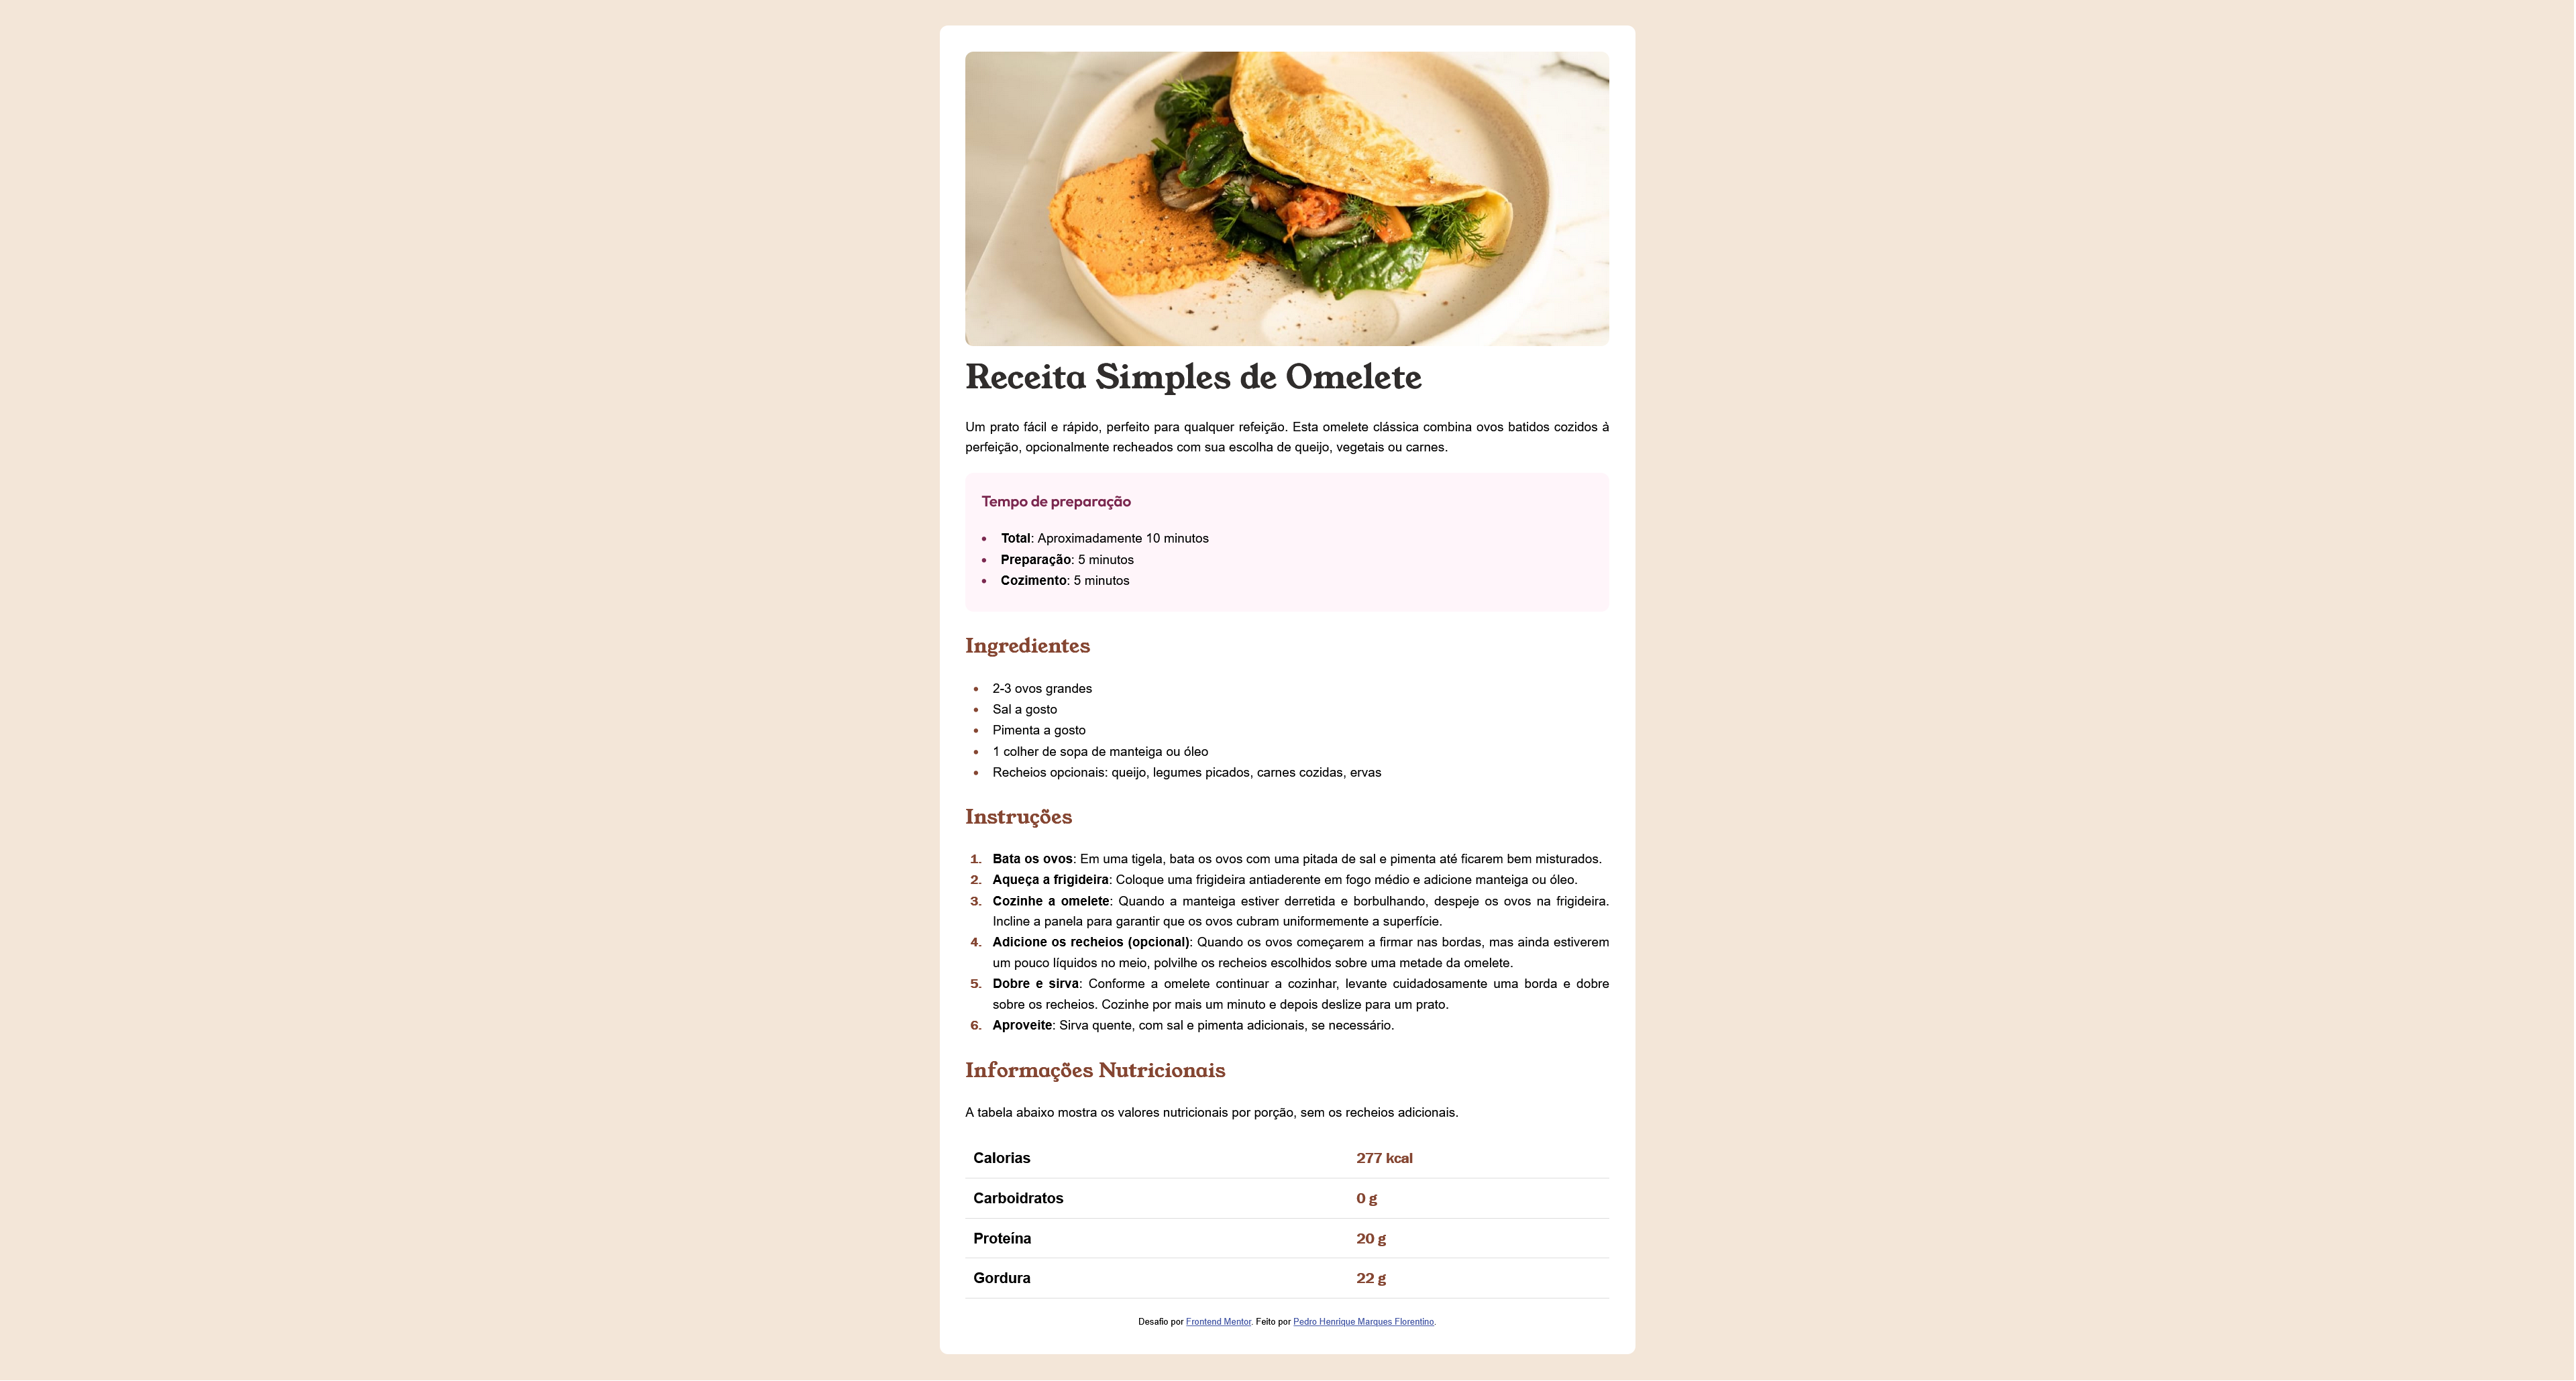 Receita Simples de Omelete
Um prato fácil e rápido, perfeito para qualquer refeição. Esta omelete clássica combina ovos batidos cozidos à
perfeição, opcionalmente recheados com sua escolha de queijo, vegetais ou carnes.
Tempo de preparação
• Total: Aproximadamente 10 minutos
• Preparação: 5 minutos
• Cozimento: 5 minutos
Ingredientes
• 2-3 ovos grandes
• Sal a gosto
• Pimenta a gosto
• 1 colher de sopa de manteiga ou óleo
• Recheios opcionais: queijo, legumes picados, carnes cozidas, ervas
Instruções
1. Bata os ovos: Em uma tigela, bata os ovos com uma pitada de sal e pimenta até ficarem bem misturados.
2. Aqueça a frigideira: Coloque uma frigideira antiaderente em fogo médio e adicione manteiga ou óleo.
3. Cozinhe a omelete: Quando a manteiga estiver derretida e borbulhando, despeje os ovos na frigideira.
Incline a panela para garantir que os ovos cubram uniformemente a superfície.
4. Adicione os recheios (opcional): Quando os ovos começarem a firmar nas bordas, mas ainda estiverem
um pouco líquidos no meio, polvilhe os recheios escolhidos sobre uma metade da omelete.
5. Dobre e sirva: Conforme a omelete continuar a cozinhar, levante cuidadosamente uma borda e dobre
sobre os recheios. Cozinhe por mais um minuto e depois deslize para um prato.
6. Aproveite: Sirva quente, com sal e pimenta adicionais, se necessário.
Informações Nutricionais
A tabela abaixo mostra os valores nutricionais por porção, sem os recheios adicionais.
Calorias 277 kcal
Carboidratos 0 g
Proteína 20 g
Gordura 22 g
Desafio por Frontend Mentor. Feito por Pedro Henrique Marques Florentino.